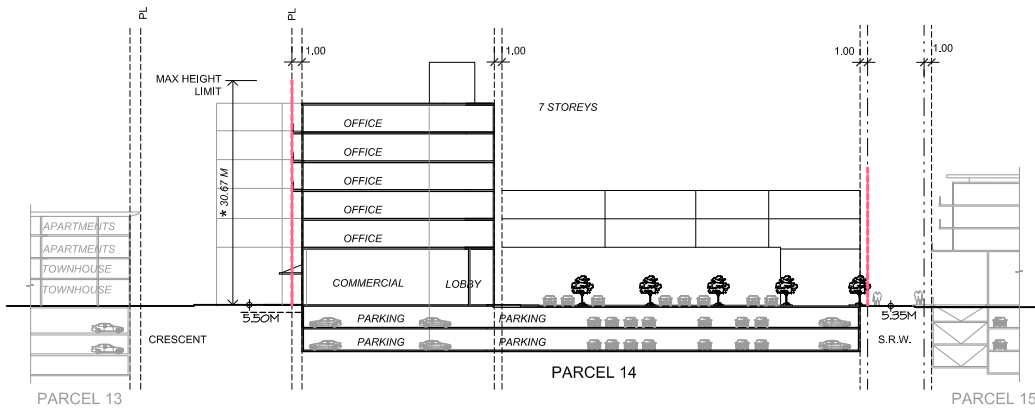 PL
PL
1.00
1.00
1.00
1.00
MAX HEIGHT
LIMIT
7 STOREYS
OFFICE
OFFICE
OFFICE
* 30.67 M
OFFICE
OFFICE
APARTMENTS
APARTMENTS
TOWNHOUSE
TOWNHOUSE
COMMERCIAL
LOBBY
5.50M
5.35M
PARKING
PARKING
CRESCENT
PARKING
PARKING
S.R.W.
PARCEL 14
PARCEL 13
PARCEL 15